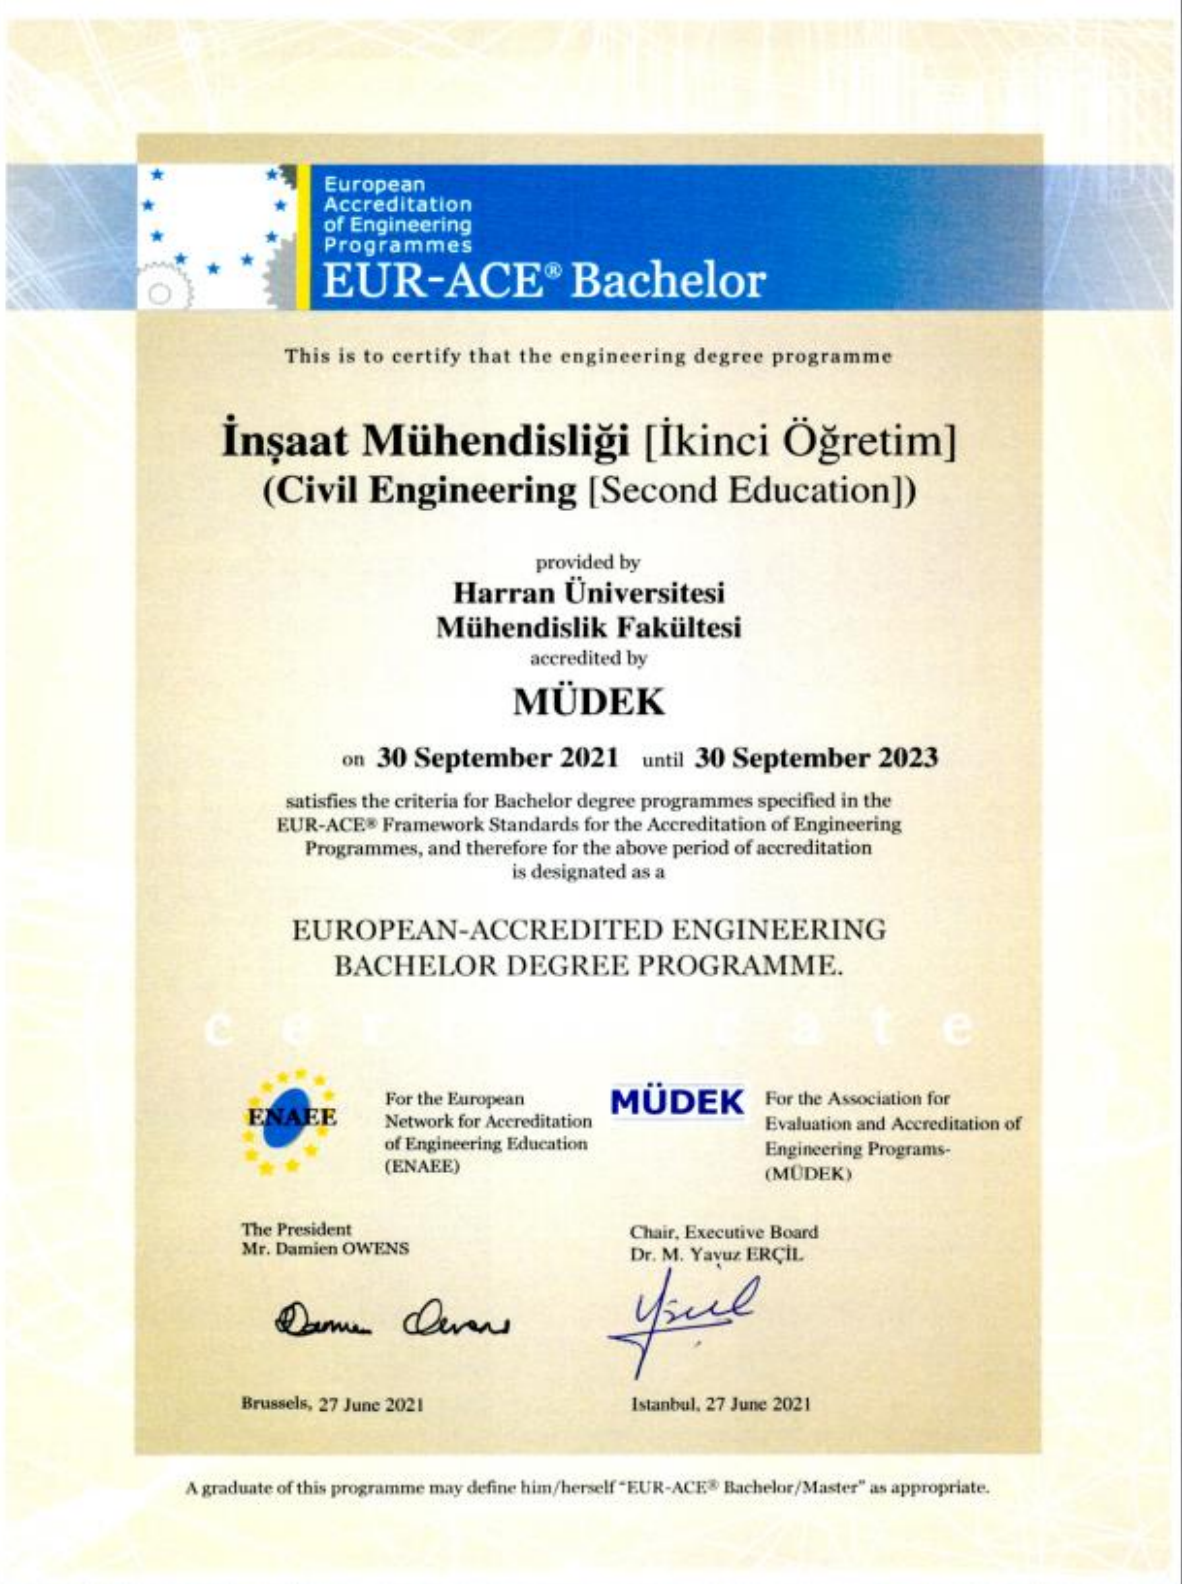 European
Accreditation
of Engineering
Programmes
EUR-ACE® Bachelor
This is to certify that the engineering degree programme
İnşaat Mühendisliği [İkinci Öğretim]
(Civil Engineering [Second Education])
provided by
Harran Üniversitesi
Mühendislik Fakültesi
accredited by
MÜDEK
on 30 September 2021 until 30 September 2023
satisfies the criteria for Bachelor degree programmes specified in the
EUR-ACE® Framework Standards for the Accreditation of Engineering
Programmes, and therefore for the above period of accreditation
is designated as a
EUROPEAN-ACCREDITED ENGINEERING
BACHELOR DEGREE PROGRAMME.
ENAEE
For the European
Network for Accreditation
of Engineering Education
(ENAEE)
MÜDEK
For the Association for
Evaluation and Accreditation of
Engineering Programs-
(MÜDEK)
The President
Mr. Damien OWENS
Chair, Executive Board
Dr. M. Yavuz ERÇİL
Damien Owens
Brussels, 27 June 2021
Istanbul, 27 June 2021
A graduate of this programme may define him/herself "EUR-ACE® Bachelor/Master" as appropriate.